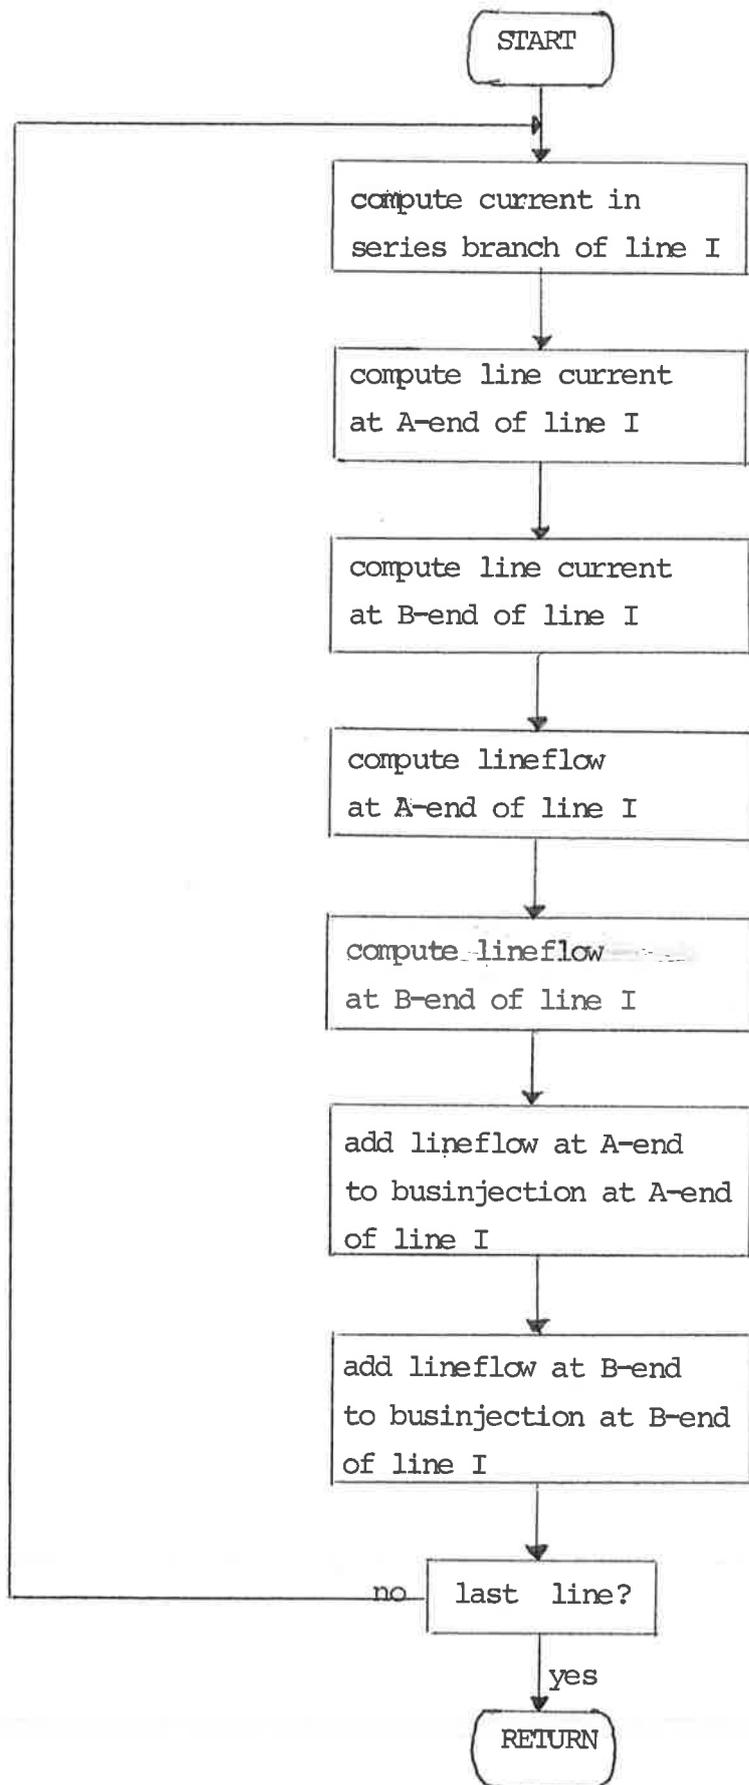 START
compute current in
series branch of line I
compute line current
at A-end of line I
compute line current
at B-end of line I
compute lineflow
at A-end of line I
compute lineflow
at B-end of line I
add lineflow at A-end
to businjection at A-end
of line I
add lineflow at B-end
to businjection at B-end
of line I
no
last line?
yes
RETURN